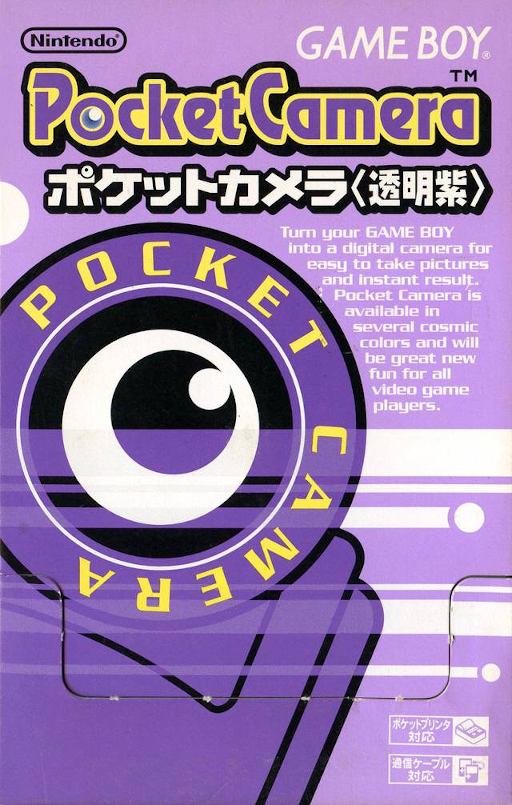 Nintendo®
GAME BOY®
PocketCamera™
ポケットカメラ〈透明紫〉
Turn your GAME BOY
into a digital camera for
easy to take pictures
and instant result.
Pocket Camera is
available in
several cosmic
colors and will
be great new
fun for all
video game
players.
POCKET CAMERA
ポケットプリンタ
対応
通信ケーブル
対応